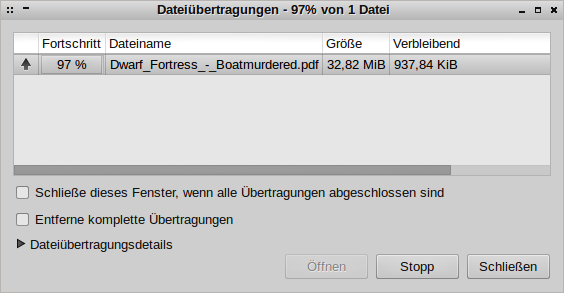 Dateiübertragungen - 97% von 1 Datei
Fortschritt Dateiname Größe Verbleibend
97 % Dwarf_Fortress_-_Boatmurdered.pdf 32,82 MiB 937,84 KiB
Schließe dieses Fenster, wenn alle Übertragungen abgeschlossen sind
Entferne komplette Übertragungen
Dateiübertragungsdetails
Öffnen Stopp Schließen